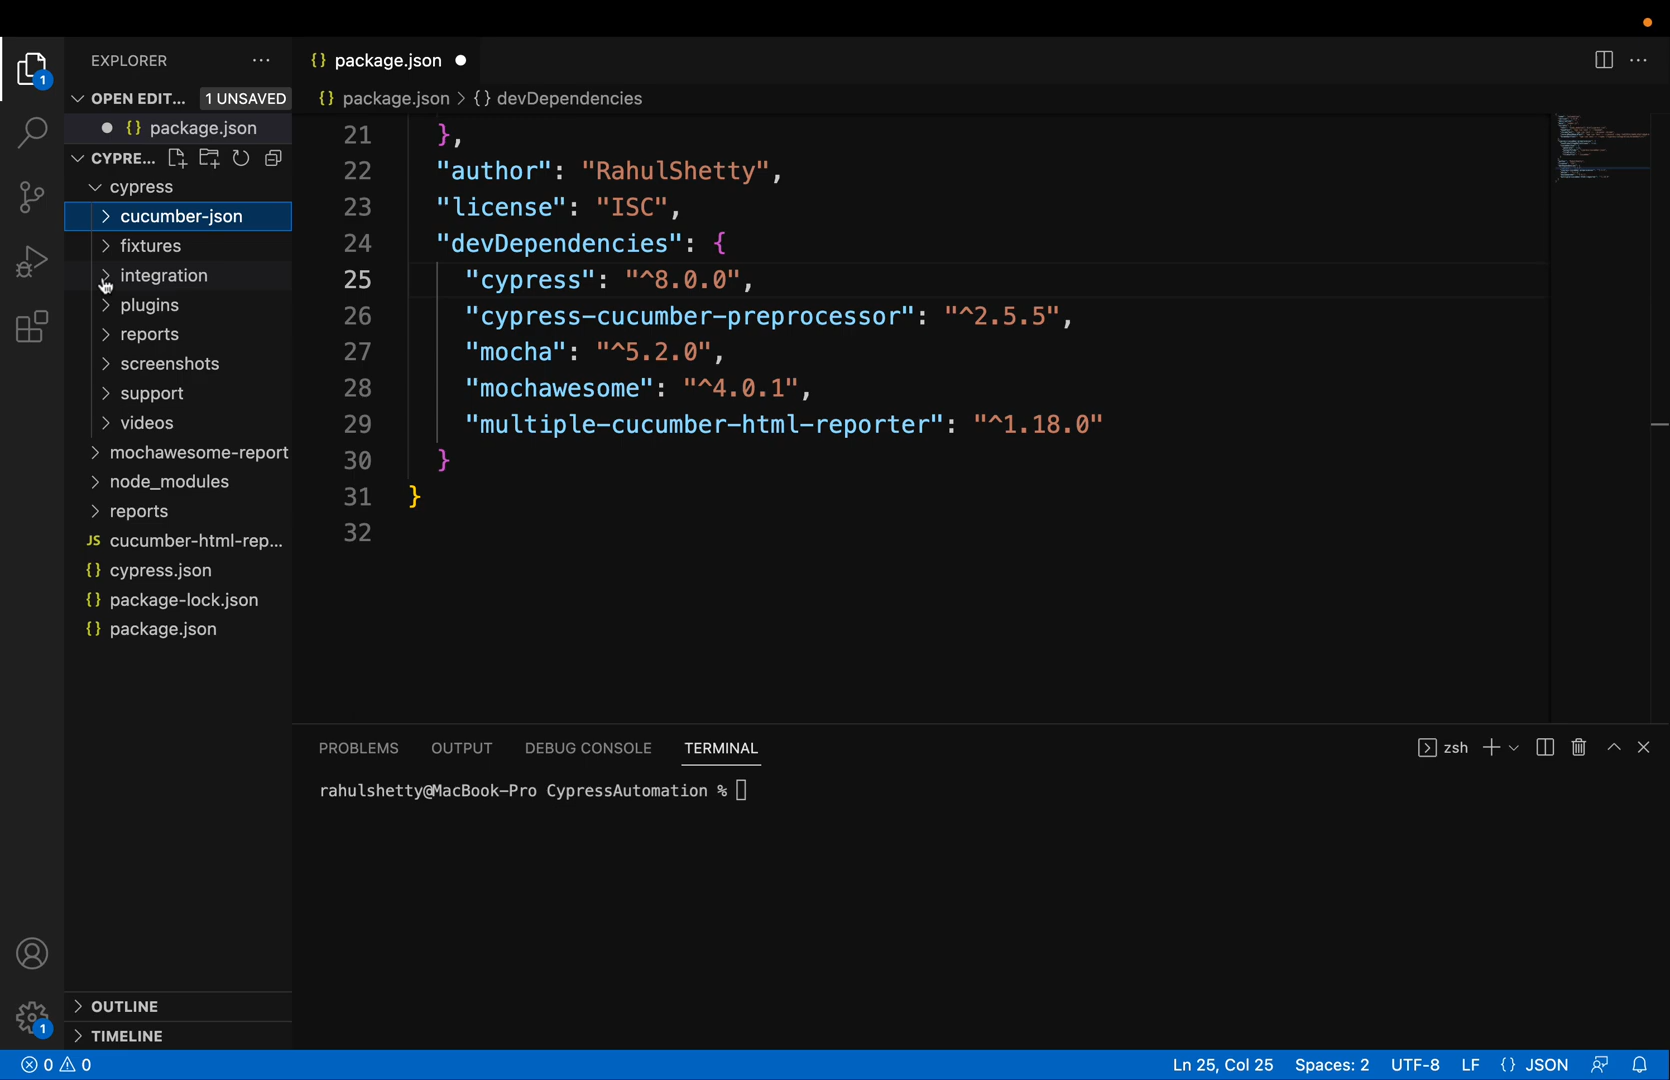 EXPLORER
OPEN EDIT... 1 UNSAVED
{} package.json
CYPRE...
cypress
cucumber-json
fixtures
integration
plugins
reports
screenshots
support
videos
mochawesome-report
node_modules
reports
JS cucumber-html-rep...
{} cypress.json
{} package-lock.json
{} package.json
OUTLINE
TIMELINE
{} package.json
{} package.json > {} devDependencies
21 },
22 "author": "RahulShetty",
23 "license": "ISC",
24 "devDependencies": {
25 "cypress": "^8.0.0",
26 "cypress-cucumber-preprocessor": "^2.5.5",
27 "mocha": "^5.2.0",
28 "mochawesome": "^4.0.1",
29 "multiple-cucumber-html-reporter": "^1.18.0"
30 }
31 }
32
PROBLEMS OUTPUT DEBUG CONSOLE TERMINAL zsh
rahulshetty@MacBook-Pro CypressAutomation %
1
1
0 0 Ln 25, Col 25 Spaces: 2 UTF-8 LF {} JSON